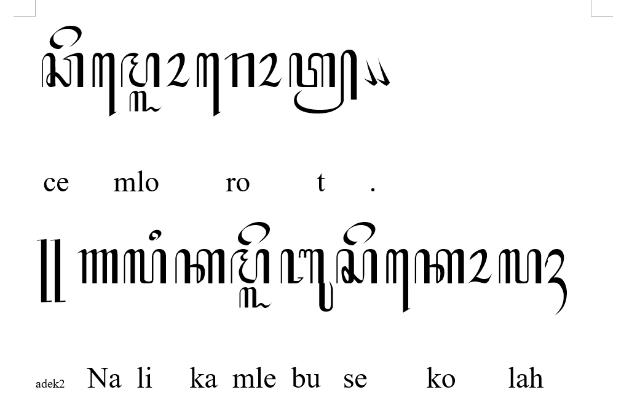 ꦕꦼꦩ꧀ꦭꦺꦴꦫꦺꦴꦠ꧀꧉
ce mlo ro t .
꧋ꦤꦭꦶꦏꦩ꧀ꦭꦼꦧꦸꦱꦼꦏꦺꦴꦭꦃ
adek2 Na li ka mle bu se ko lah